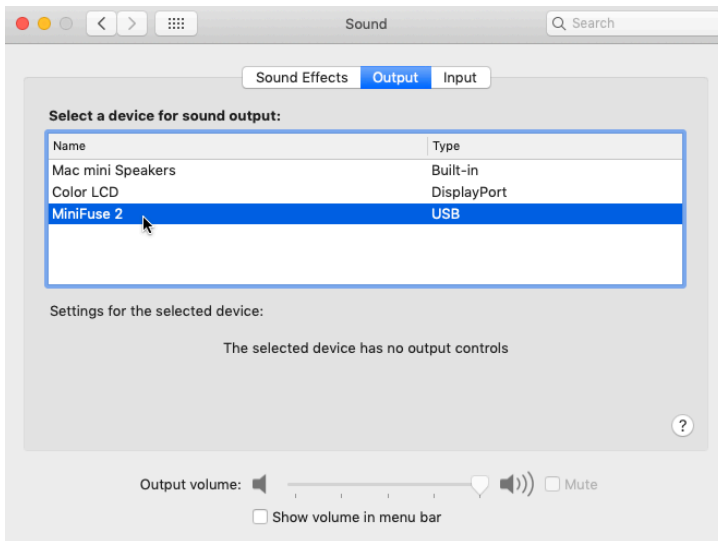 Sound
Search
Sound Effects Output Input
Select a device for sound output:
Name Type
Mac mini Speakers Built-in
Color LCD DisplayPort
MiniFuse 2 USB
Settings for the selected device:
The selected device has no output controls
?
Output volume: Mute
Show volume in menu bar